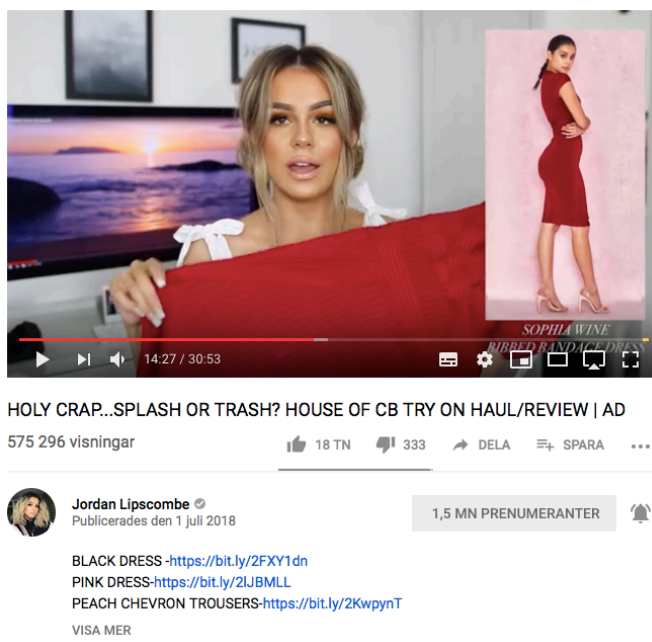 SOPHIA WINE
RIBBED BANDAGE DRESS
14:27 / 30:53
HOLY CRAP...SPLASH OR TRASH? HOUSE OF CB TRY ON HAUL/REVIEW | AD
575 296 visningar
18 TN
333
DELA
SPARA
Jordan Lipscombe
Publicerades den 1 juli 2018
1,5 MN PRENUMERANTER
BLACK DRESS -https://bit.ly/2FXY1dn
PINK DRESS-https://bit.ly/2lJBMLL
PEACH CHEVRON TROUSERS-https://bit.ly/2KwpynT
VISA MER